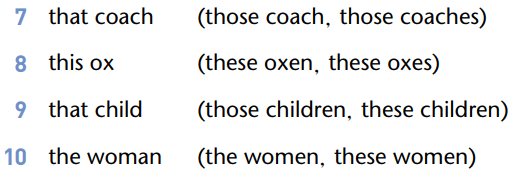 7 that coach (those coach, those coaches)
8 this ox (these oxen, these oxes)
9 that child (those children, these children)
10 the woman (the women, these women)